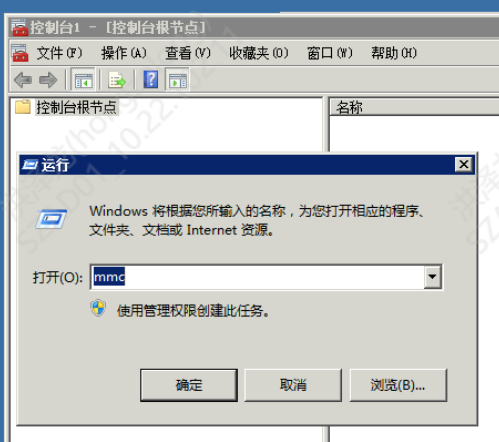 控制台1 - [控制台根节点]
文件(F) 操作(A) 查看(V) 收藏夹(O) 窗口(W) 帮助(H)
控制台根节点
名称
运行
Windows 将根据您所输入的名称，为您打开相应的程序、
文件夹、文档或 Internet 资源。
打开(O): mmc
使用管理权限创建此任务。
确定 取消 浏览(B)...